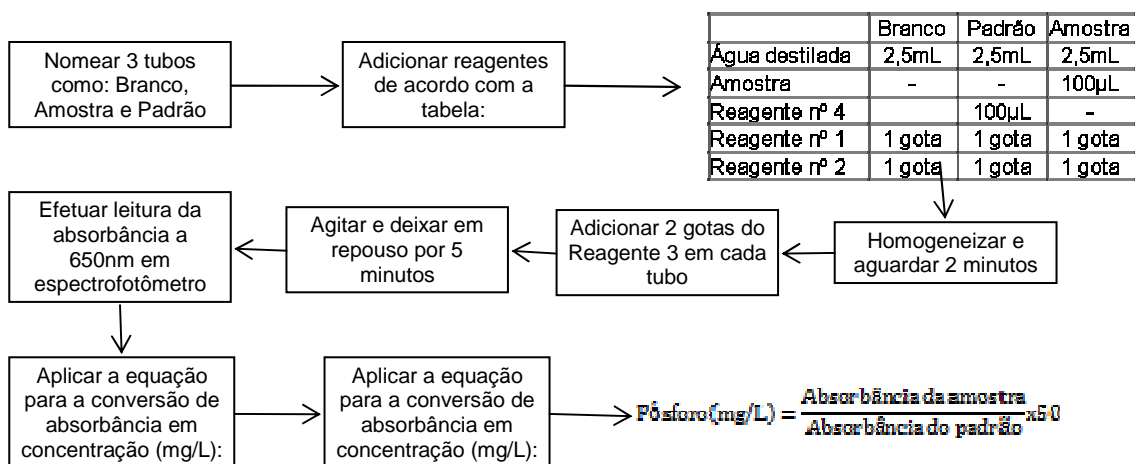 Nomear 3 tubos
como: Branco,
Amostra e Padrão
Adicionar reagentes
de acordo com a
tabela:
Branco Padrão Amostra
Água destilada 2,5mL 2,5mL 2,5mL
Amostra - - 100µL
Reagente nº 4 100µL -
Reagente nº 1 1 gota 1 gota 1 gota
Reagente nº 2 1 gota 1 gota 1 gota
Homogeneizar e
aguardar 2 minutos
Adicionar 2 gotas do
Reagente 3 em cada
tubo
Agitar e deixar em
repouso por 5
minutos
Efetuar leitura da
absorbância a
650nm em
espectrofotômetro
Aplicar a equação
para a conversão de
absorbância em
concentração (mg/L):
Aplicar a equação
para a conversão de
absorbância em
concentração (mg/L):
Fósforo(mg/L) = Absorbância da amostra
Absorbância do padrão x5,0